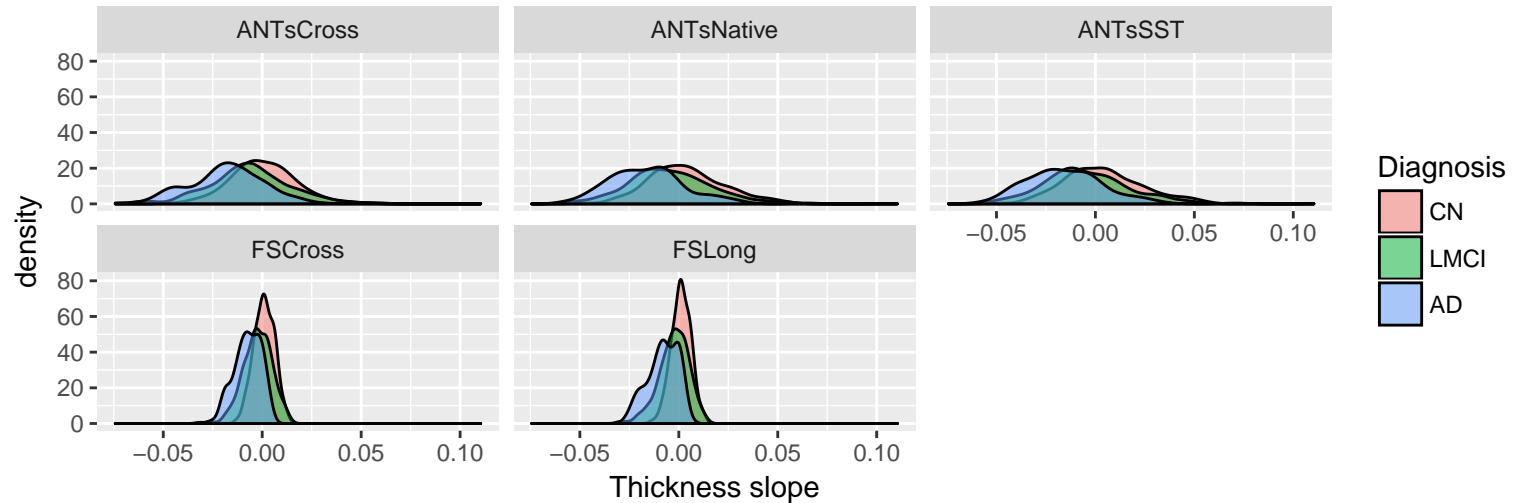 ANTsCross ANTsNative ANTsSST
80
60
40
20
0
−0.05 0.00 0.05 0.10
FSCross FSLong
80
60
40
20
0
−0.05 0.00 0.05 0.10 −0.05 0.00 0.05 0.10
density
Thickness slope
Diagnosis
CN
LMCI
AD